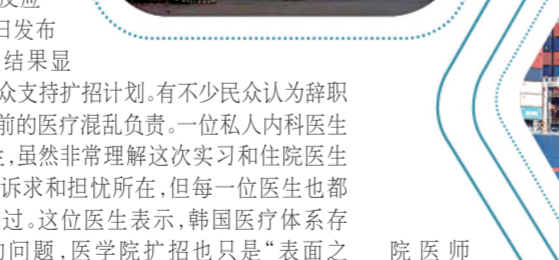 反应
日发布
结果显
众支持扩招计划。有不少民众认为辞职
前的医疗混乱负责。一位私人内科医生
,虽然非常理解这次实习和住院医生
诉求和担忧所在,但每一位医生也都
过。这位医生表示,韩国医疗体系存
问题,医学院扩招也只是“表面之
院医师